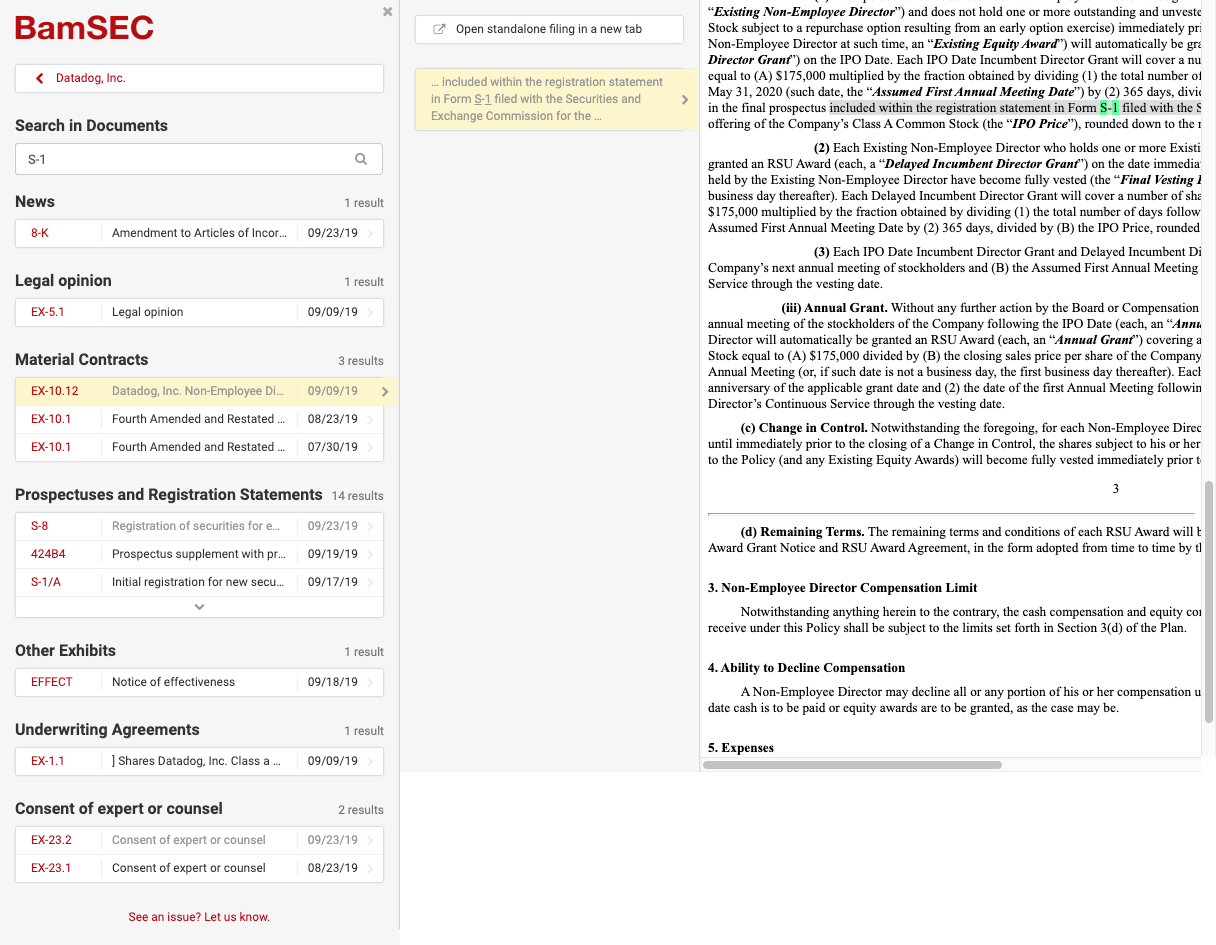 BamSEC
Datadog, Inc.
Search in Documents
S-1
News 1 result
8-K Amendment to Articles of Incor... 09/23/19
Legal opinion 1 result
EX-5.1 Legal opinion 09/09/19
Material Contracts 3 results
EX-10.12 Datadog, Inc. Non-Employee Di... 09/09/19
EX-10.1 Fourth Amended and Restated ... 08/23/19
EX-10.1 Fourth Amended and Restated ... 07/30/19
Prospectuses and Registration Statements 14 results
S-8 Registration of securities for e... 09/23/19
424B4 Prospectus supplement with pr... 09/19/19
S-1/A Initial registration for new secu... 09/17/19
Other Exhibits 1 result
EFFECT Notice of effectiveness 09/18/19
Underwriting Agreements 1 result
EX-1.1 ] Shares Datadog, Inc. Class a ... 09/09/19
Consent of expert or counsel 2 results
EX-23.2 Consent of expert or counsel 09/23/19
EX-23.1 Consent of expert or counsel 08/23/19
See an issue? Let us know.
Open standalone filing in a new tab
... included within the registration statement
in Form S-1 filed with the Securities and
Exchange Commission for the ...
“Existing Non-Employee Director”) and does not hold one or more outstanding and unveste
Stock subject to a repurchase option resulting from an early option exercise) immediately pri
Non-Employee Director at such time, an “Existing Equity Award”) will automatically be gra
Director Grant”) on the IPO Date. Each IPO Date Incumbent Director Grant will cover a nu
equal to (A) $175,000 multiplied by the fraction obtained by dividing (1) the total number of
May 31, 2020 (such date, the “Assumed First Annual Meeting Date”) by (2) 365 days, divid
in the final prospectus included within the registration statement in Form S-1 filed with the S
offering of the Company’s Class A Common Stock (the “IPO Price”), rounded down to the n
(2) Each Existing Non-Employee Director who holds one or more Existi
granted an RSU Award (each, a “Delayed Incumbent Director Grant”) on the date immedia
held by the Existing Non-Employee Director have become fully vested (the “Final Vesting
business day thereafter). Each Delayed Incumbent Director Grant will cover a number of sha
$175,000 multiplied by the fraction obtained by dividing (1) the total number of days follow
Assumed First Annual Meeting Date by (2) 365 days, divided by (B) the IPO Price, rounded
(3) Each IPO Date Incumbent Director Grant and Delayed Incumbent Di
Company’s next annual meeting of stockholders and (B) the Assumed First Annual Meeting
Service through the vesting date.
(iii) Annual Grant. Without any further action by the Board or Compensation
annual meeting of the stockholders of the Company following the IPO Date (each, an “Annu
Director will automatically be granted an RSU Award (each, an “Annual Grant”) covering a
Stock equal to (A) $175,000 divided by (B) the closing sales price per share of the Company
Annual Meeting (or, if such date is not a business day, the first business day thereafter). Each
anniversary of the applicable grant date and (2) the date of the first Annual Meeting followin
Director’s Continuous Service through the vesting date.
(c) Change in Control. Notwithstanding the foregoing, for each Non-Employee Direc
until immediately prior to the closing of a Change in Control, the shares subject to his or her
to the Policy (and any Existing Equity Awards) will become fully vested immediately prior t
3
(d) Remaining Terms. The remaining terms and conditions of each RSU Award will b
Award Grant Notice and RSU Award Agreement, in the form adopted from time to time by th
3. Non-Employee Director Compensation Limit
Notwithstanding anything herein to the contrary, the cash compensation and equity co
receive under this Policy shall be subject to the limits set forth in Section 3(d) of the Plan.
4. Ability to Decline Compensation
A Non-Employee Director may decline all or any portion of his or her compensation u
date cash is to be paid or equity awards are to be granted, as the case may be.
5. Expenses